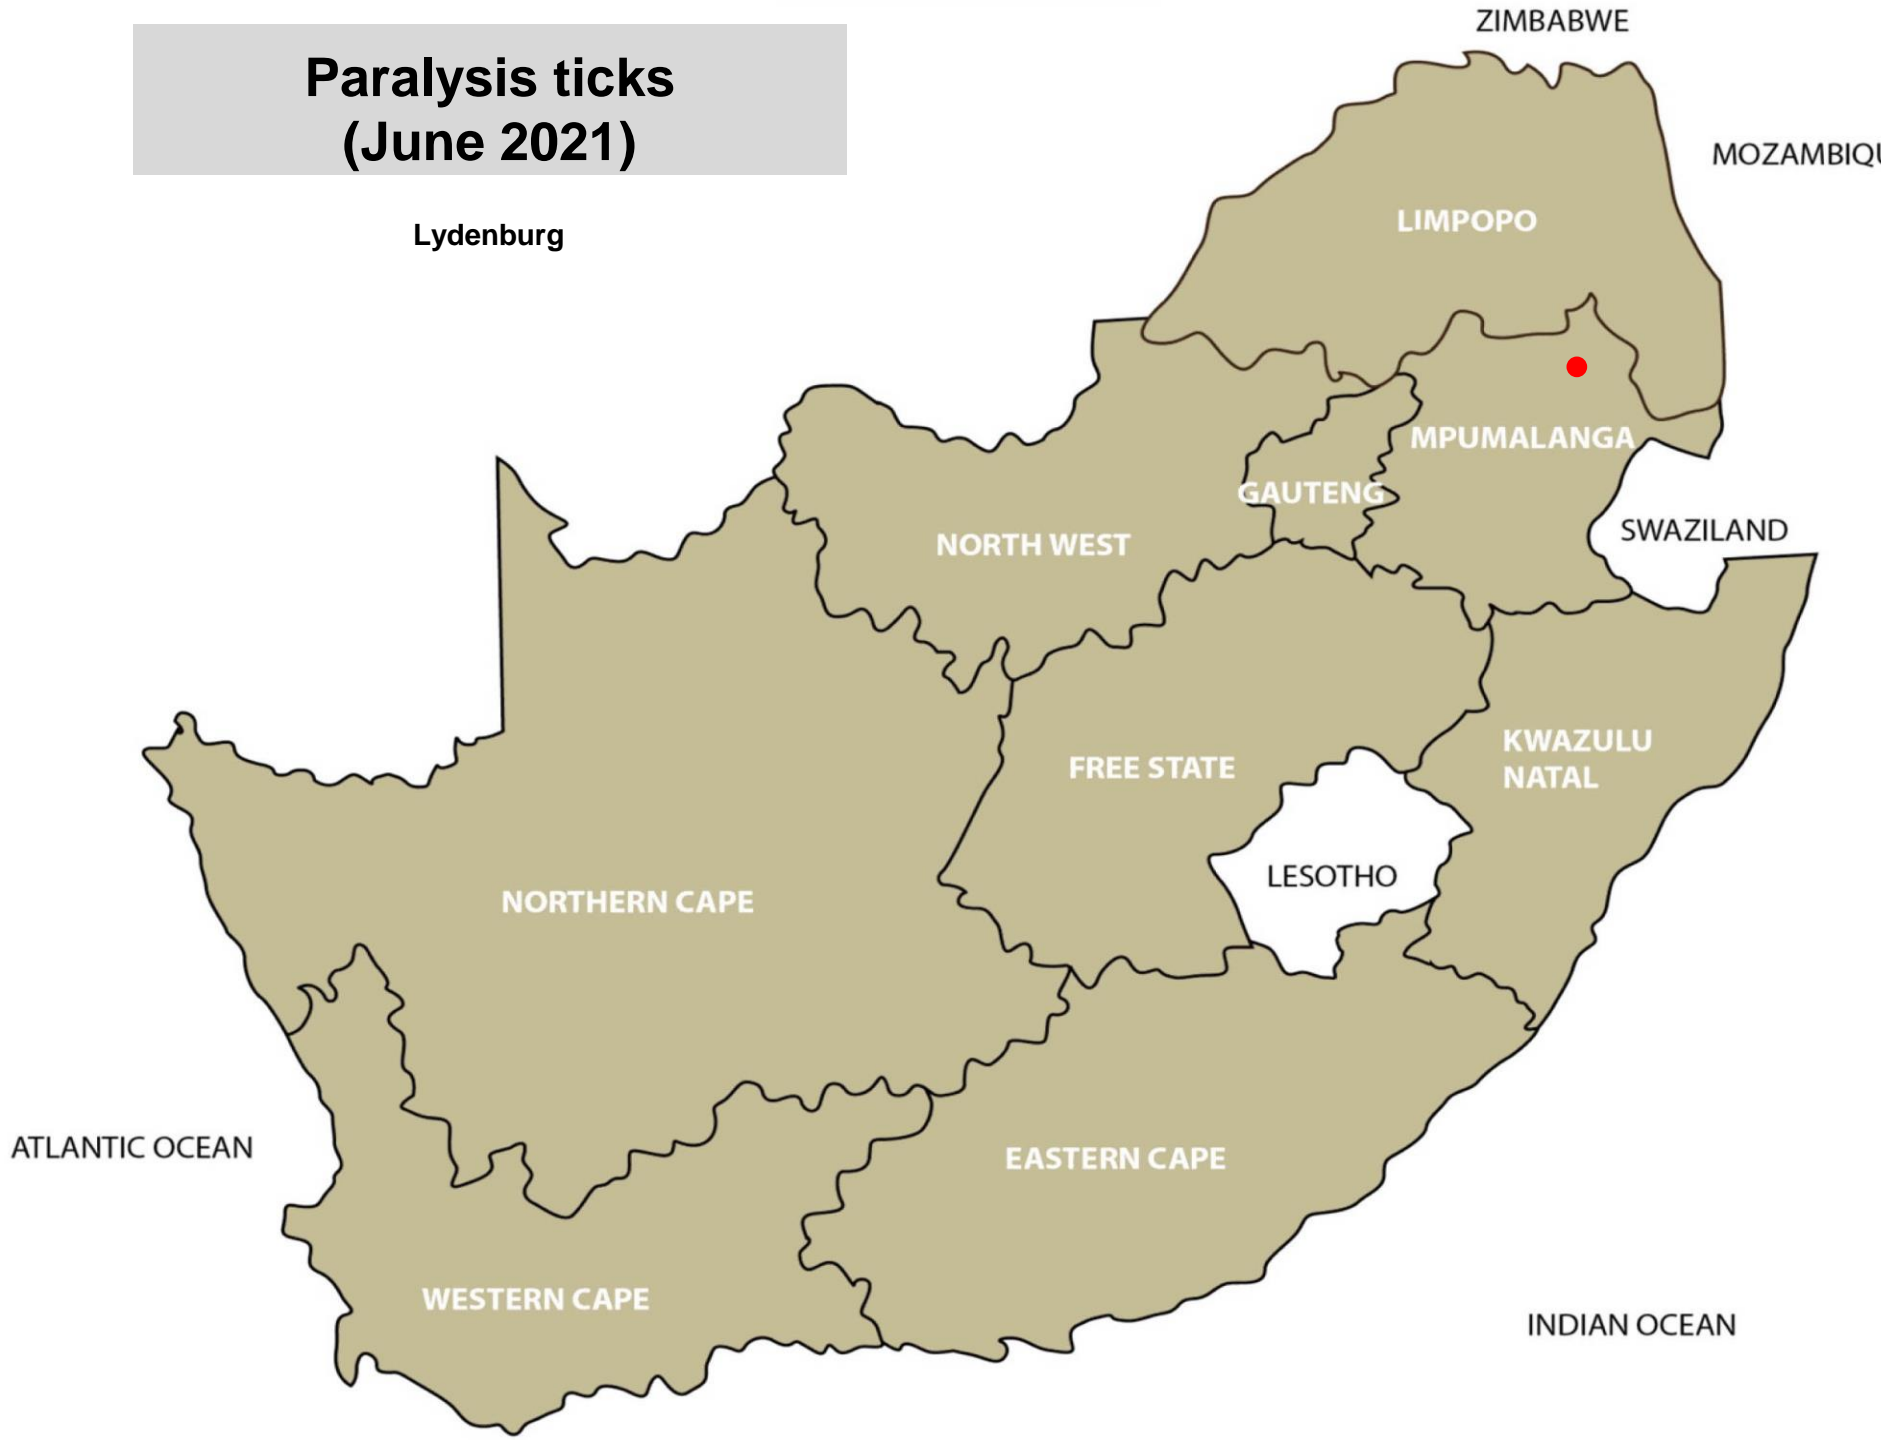 Paralysis ticks
(June 2021)
Lydenburg
ZIMBABWE
MOZAMBIQU
LIMPOPO
MPUMALANGA
GAUTENG
SWAZILAND
NORTH WEST
KWAZULU
NATAL
FREE STATE
LESOTHO
NORTHERN CAPE
ATLANTIC OCEAN
EASTERN CAPE
WESTERN CAPE
INDIAN OCEAN